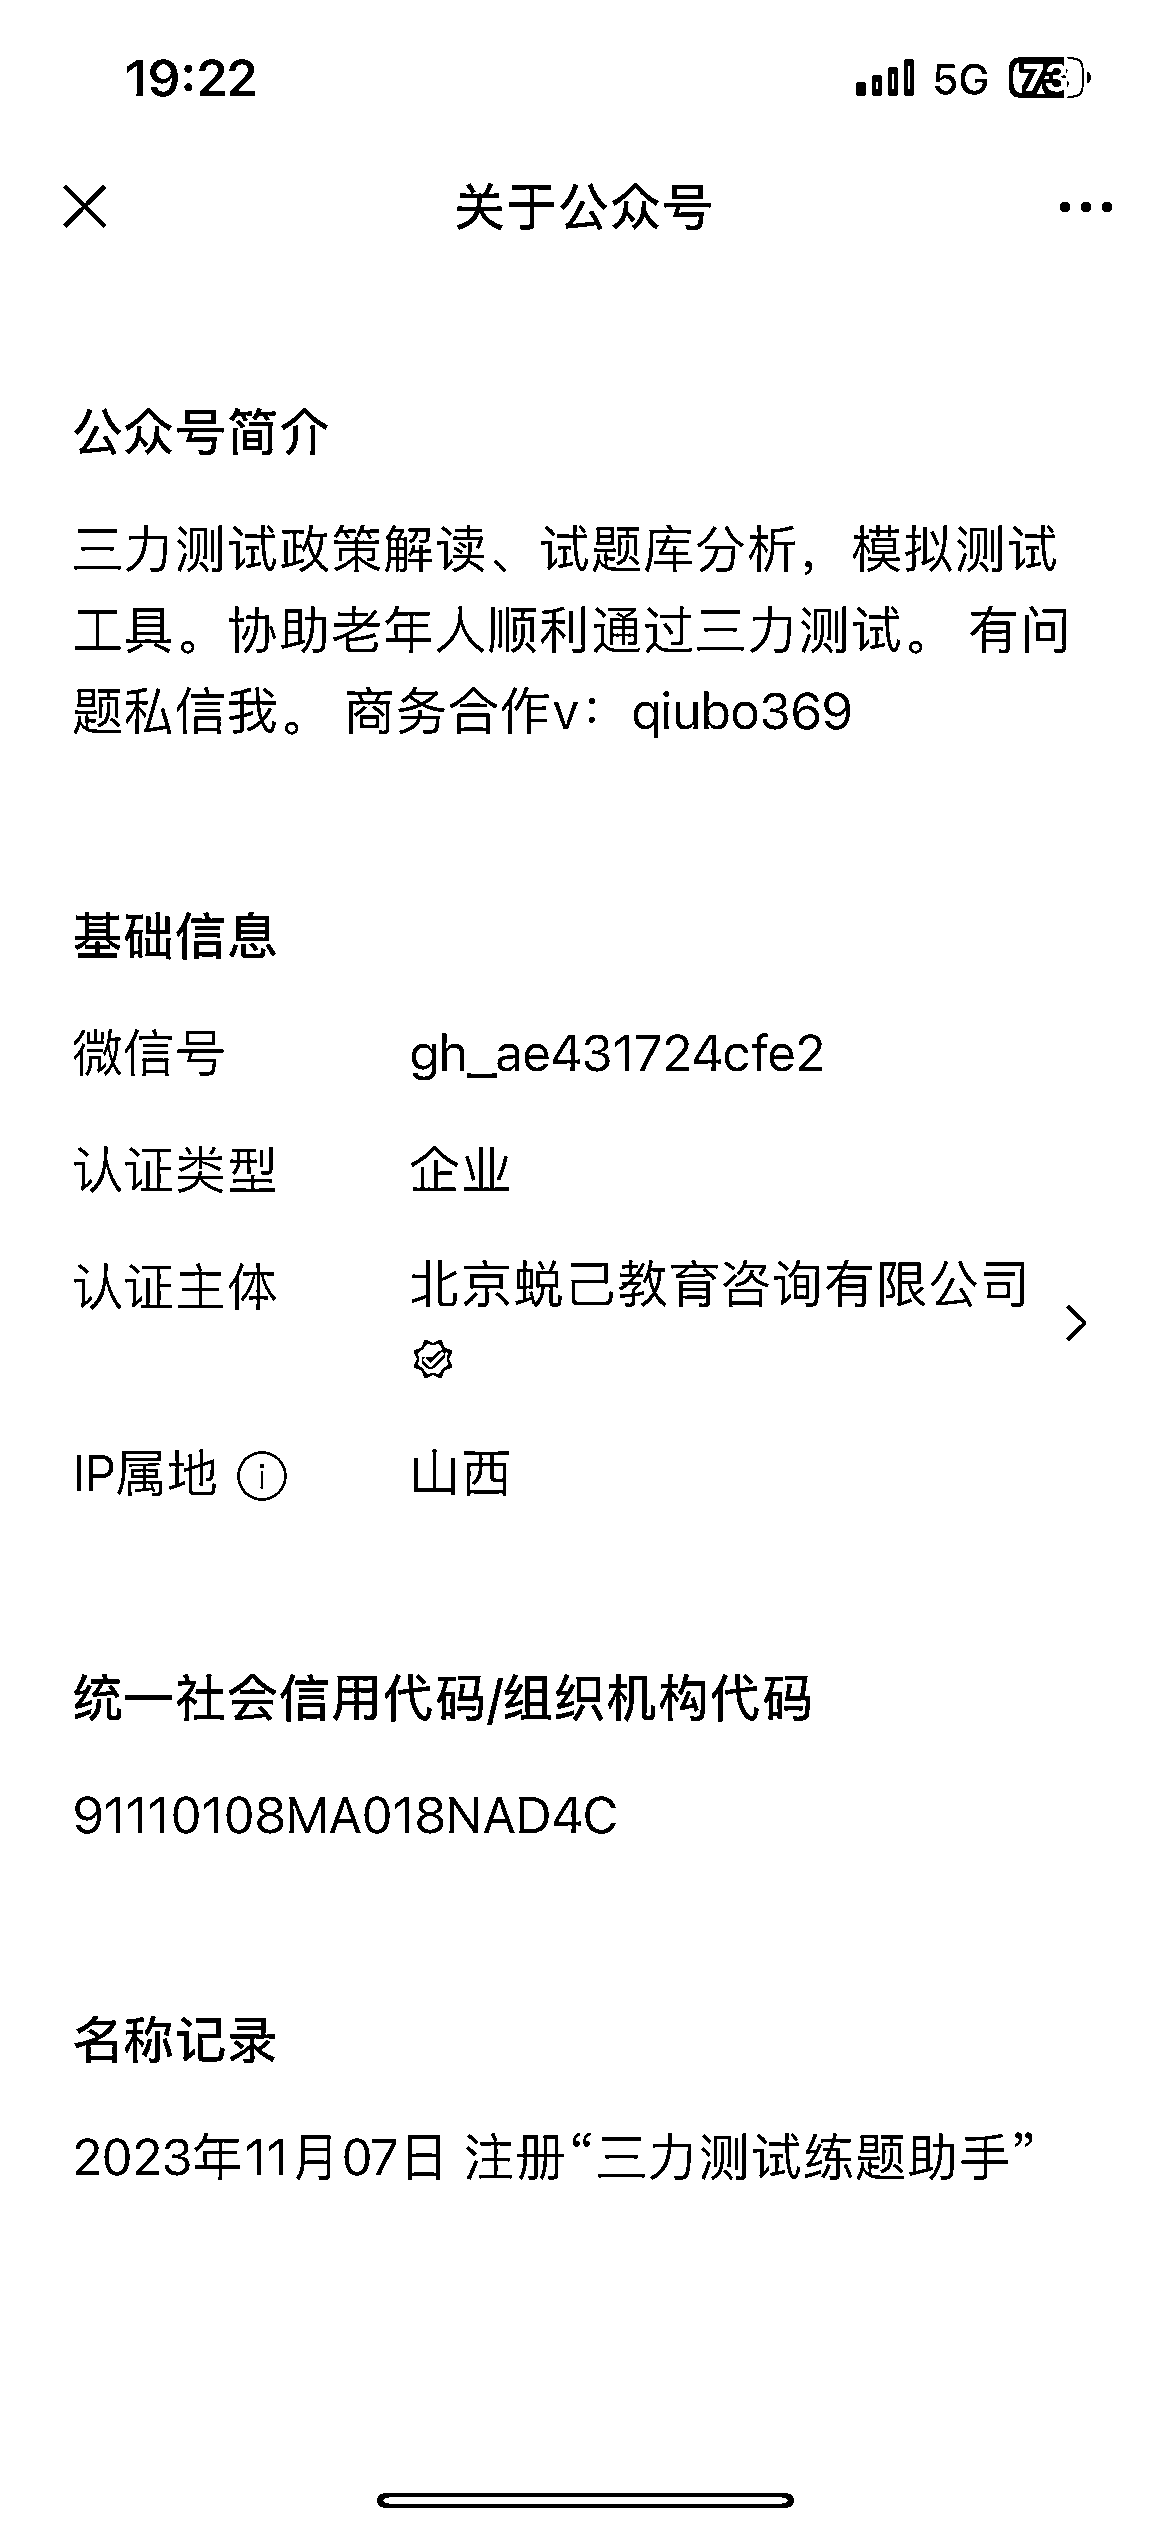 19:22
5G 73
关于公众号
公众号简介
三力测试政策解读、试题库分析，模拟测试
工具。协助老年人顺利通过三力测试。 有问
题私信我。 商务合作v：qiubo369
基础信息
微信号 gh_ae431724cfe2
认证类型 企业
认证主体 北京蜕己教育咨询有限公司
IP属地 山西
统一社会信用代码/组织机构代码
91110108MA018NAD4C
名称记录
2023年11月07日 注册“三力测试练题助手”